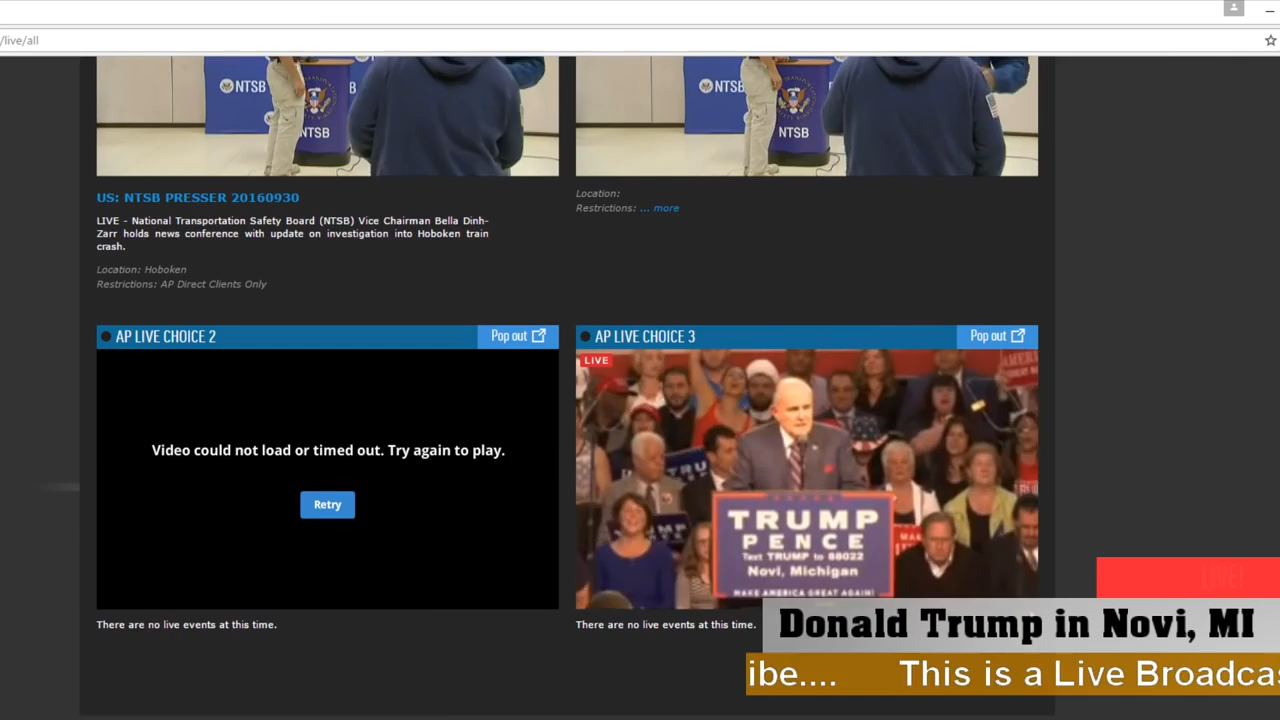 /live/all
NTSB
NTSB
NTSB
NTSB
US: NTSB PRESSER 20160930
LIVE - National Transportation Safety Board (NTSB) Vice Chairman Bella Dinh-
Zarr holds news conference with update on investigation into Hoboken train
crash.
Location: Hoboken
Restrictions: AP Direct Clients Only
Location:
Restrictions: ... more
AP LIVE CHOICE 2
Pop out
Video could not load or timed out. Try again to play.
Retry
There are no live events at this time.
AP LIVE CHOICE 3
Pop out
LIVE
TRUMP
PENCE
Text TRUMP to 88022
Novi, Michigan
MAKE AMERICA GREAT AGAIN!
There are no live events at this time.
LIVE!
Donald Trump in Novi, MI
ibe.... This is a Live Broadcas